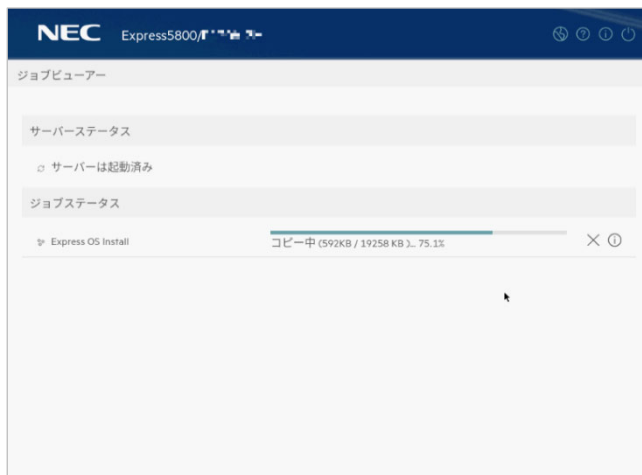 NEC Express5800/
ジョブビューアー
サーバーステータス
サーバーは起動済み
ジョブステータス
Express OS Install
コピー中 (592KB / 19258 KB )... 75.1%